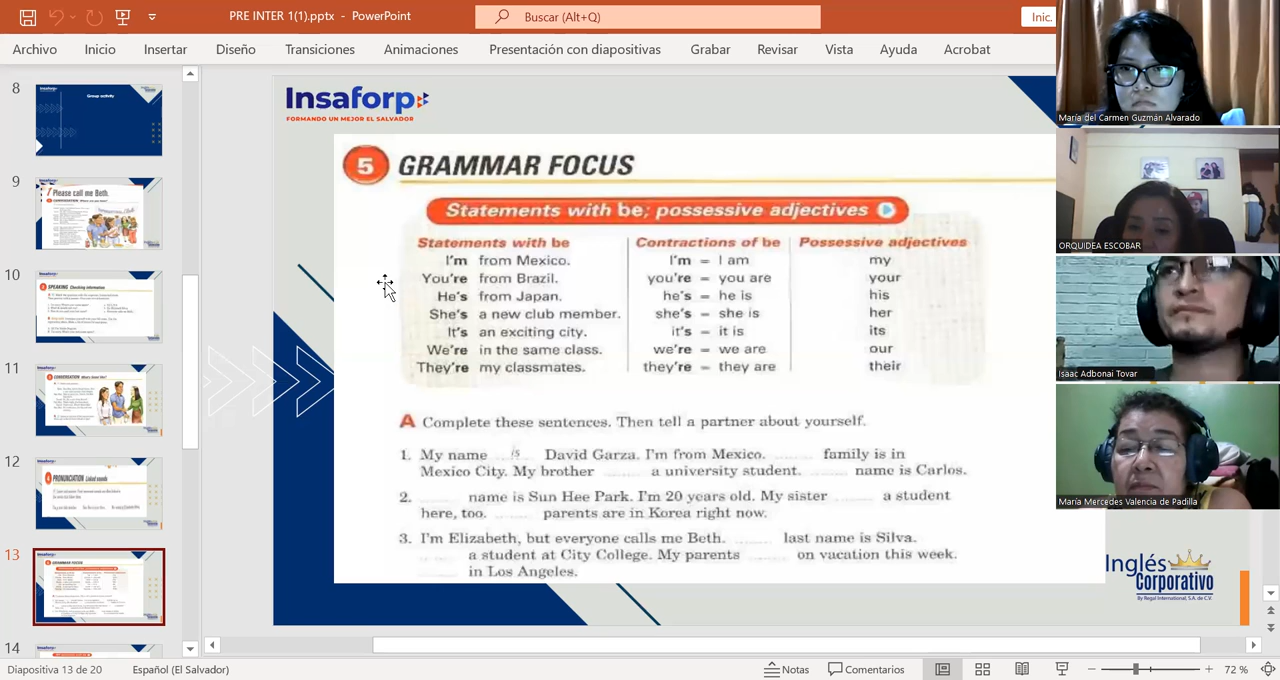 PRE INTER 1(1).pptx - PowerPoint
Buscar (Alt+Q)
Inic.
Archivo Inicio Insertar Diseño Transiciones Animaciones Presentación con diapositivas Grabar Revisar Vista Ayuda Acrobat
8
Group activity
9
Please call me Beth.
10
SPEAKING Checking information
11
12
PRONUNCIATION Linked sounds
13
GRAMMAR FOCUS
14
Insaforp
FORMANDO UN MEJOR EL SALVADOR
5 GRAMMAR FOCUS
Statements with be; possessive adjectives
Statements with be Contractions of be Possessive adjectives
I'm from Mexico. I'm = I am my
You're from Brazil. you're = you are your
He's from Japan. he's = he is his
She's a new club member. she's = she is her
It's an exciting city. it's = it is its
We're in the same class. we're = we are our
They're my classmates. they're = they are their
A Complete these sentences. Then tell a partner about yourself.
1. My name is David Garza. I'm from Mexico. family is in
Mexico City. My brother a university student. name is Carlos.
2. name is Sun Hee Park. I'm 20 years old. My sister a student
here, too. parents are in Korea right now.
3. I'm Elizabeth, but everyone calls me Beth. last name is Silva.
a student at City College. My parents on vacation this week.
in Los Angeles.
Inglés
Corporativo
By Regal International, S.A. de C.V.
María del Carmen Guzmán Alvarado
ORQUIDEA ESCOBAR
Isaac Adbonai Tovar
María Mercedes Valencia de Padilla
Diapositiva 13 de 20 Español (El Salvador) Notas Comentarios 72 %